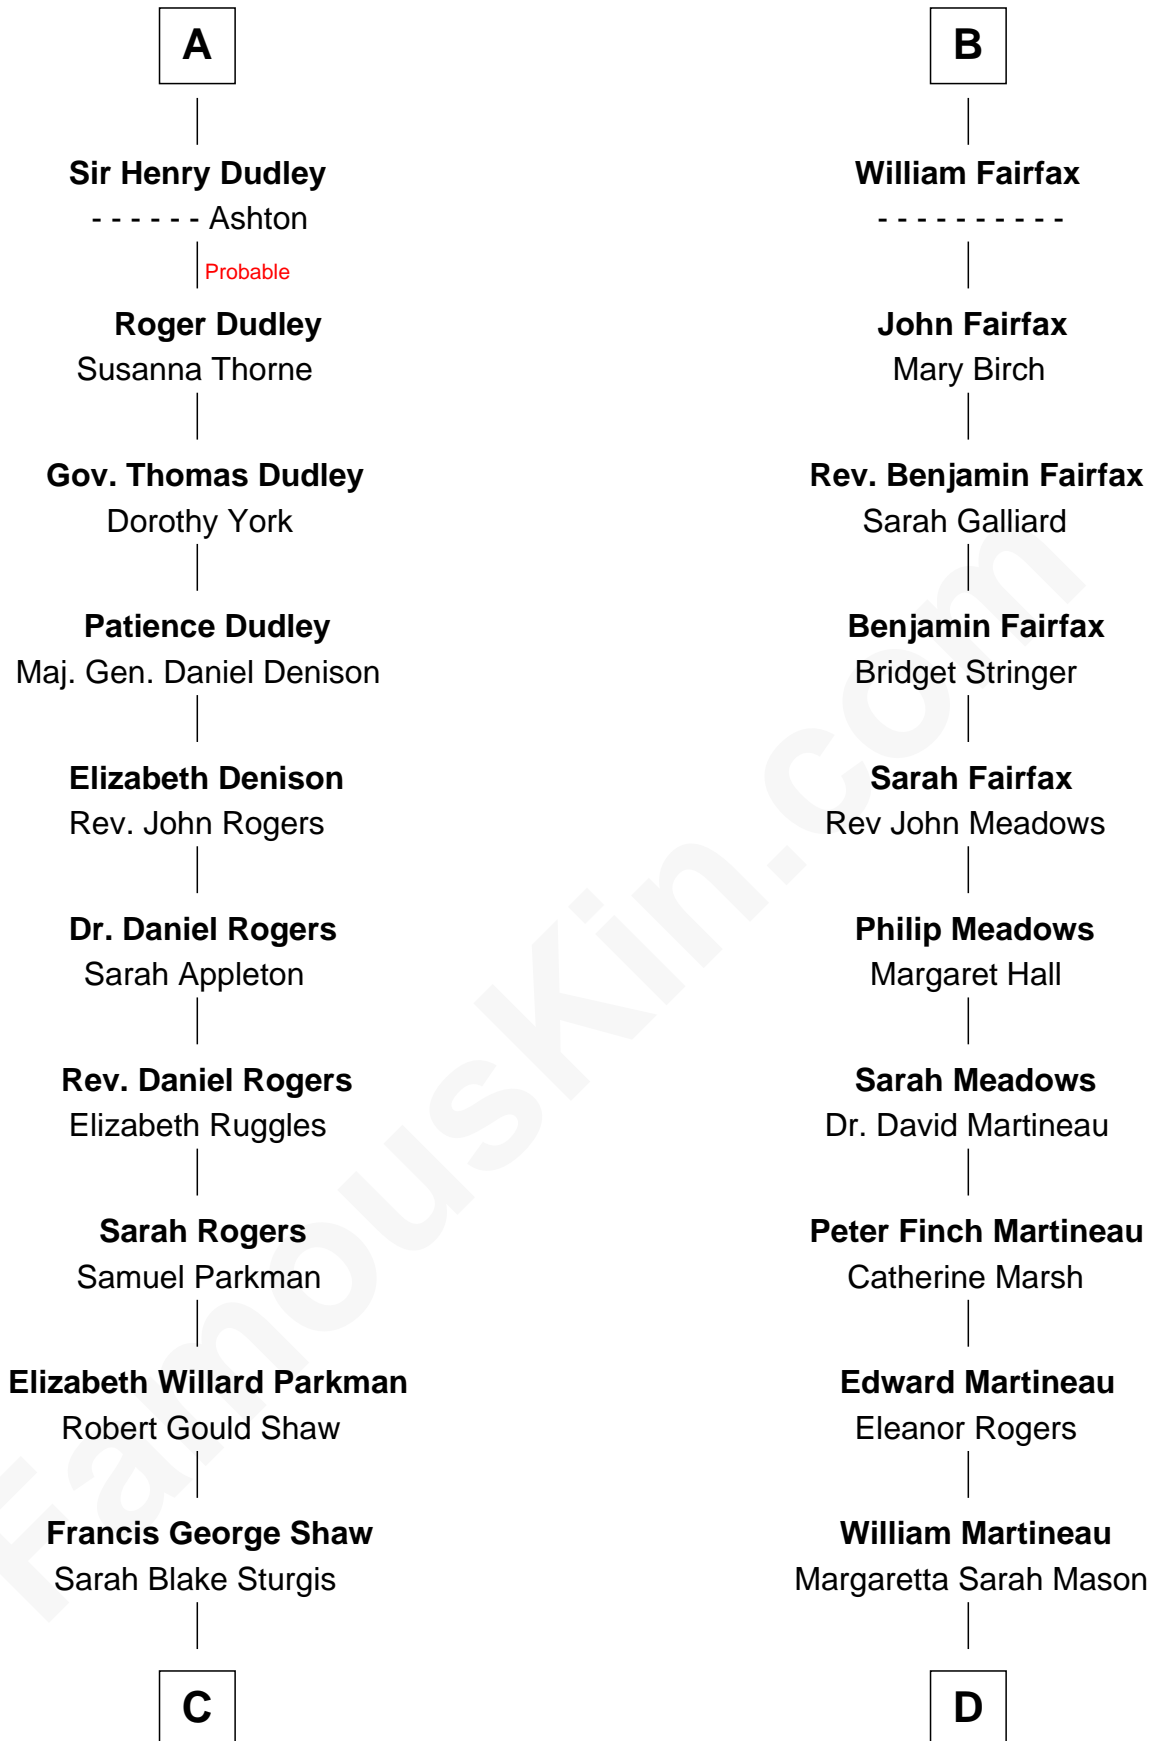 A
Sir Henry Dudley
- - - - - - Ashton
Probable
Roger Dudley
Susanna Thorne
Gov. Thomas Dudley
Dorothy York
Patience Dudley
Maj. Gen. Daniel Denison
Elizabeth Denison
Rev. John Rogers
Dr. Daniel Rogers
Sarah Appleton
Rev. Daniel Rogers
Elizabeth Ruggles
Sarah Rogers
Samuel Parkman
Elizabeth Willard Parkman
Robert Gould Shaw
Francis George Shaw
Sarah Blake Sturgis
C
B
William Fairfax
- - - - - - - - - -
John Fairfax
Mary Birch
Rev. Benjamin Fairfax
Sarah Galliard
Benjamin Fairfax
Bridget Stringer
Sarah Fairfax
Rev John Meadows
Philip Meadows
Margaret Hall
Sarah Meadows
Dr. David Martineau
Peter Finch Martineau
Catherine Marsh
Edward Martineau
Eleanor Rogers
William Martineau
Margaretta Sarah Mason
D
FamousKin.com